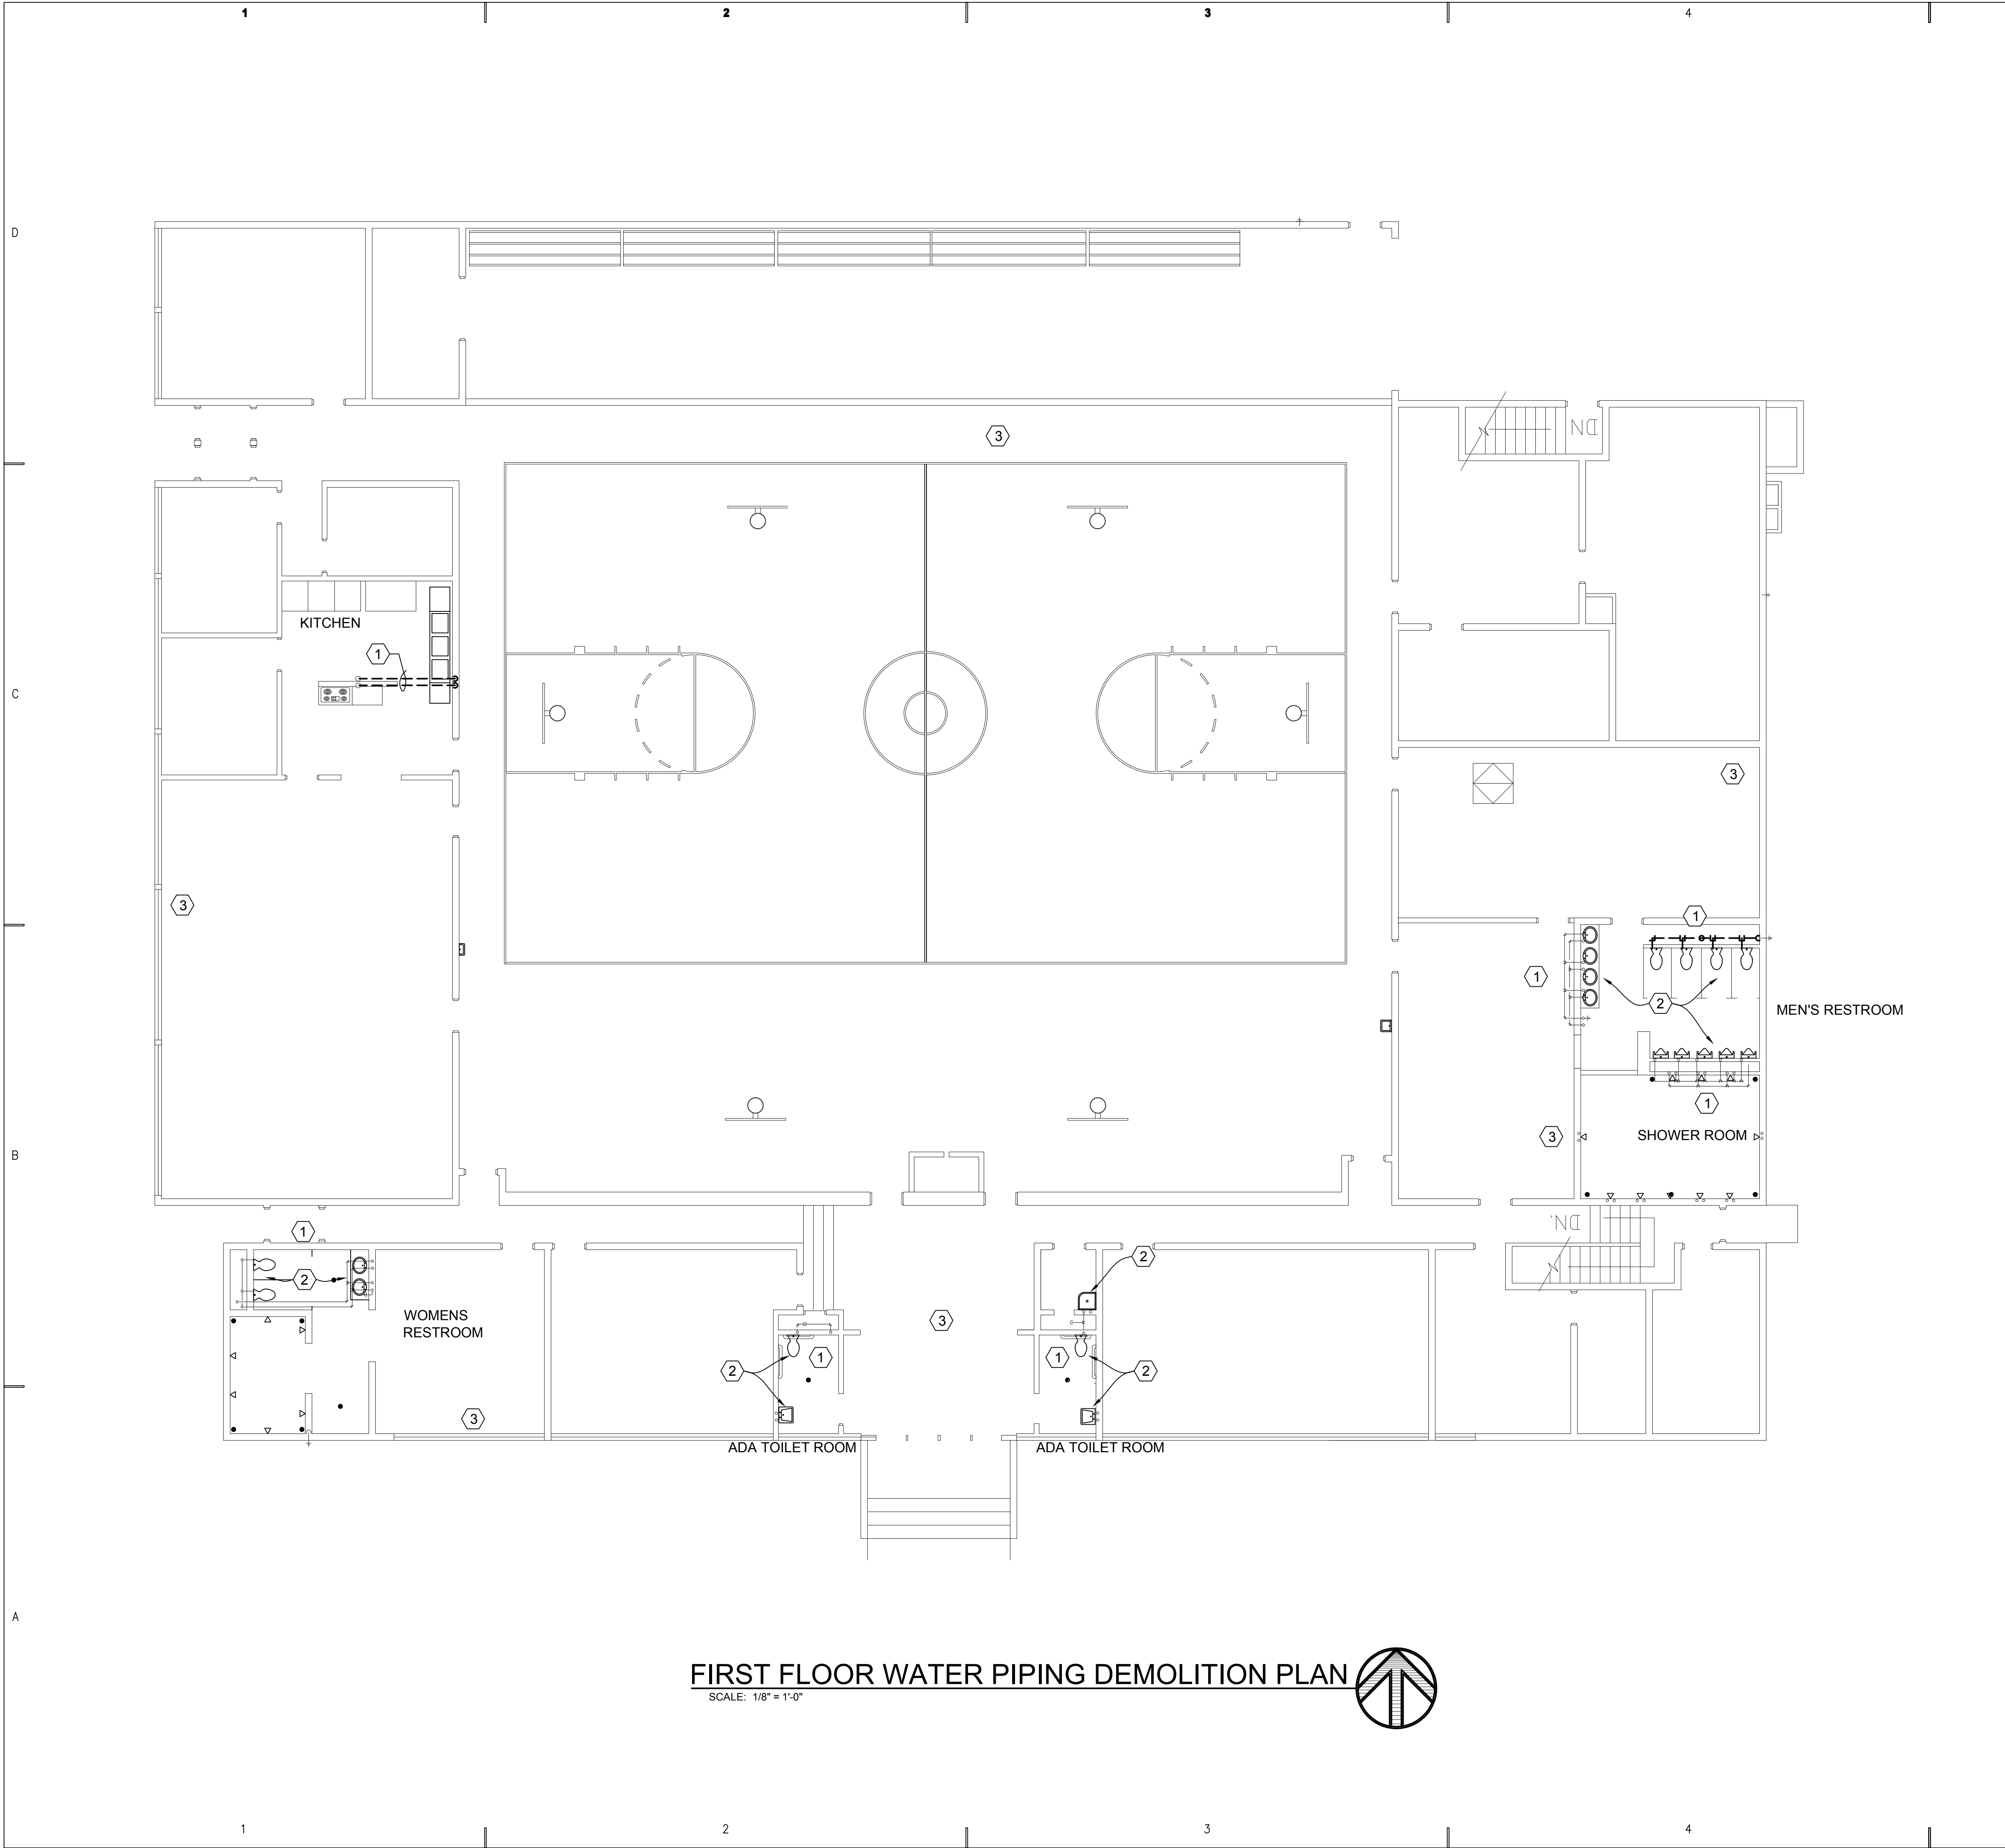 1 2 3 4
D
3
DN
KITCHEN
1
C
3
3
1
1
2
MEN'S RESTROOM
1
3
SHOWER ROOM
B
DN.
1
2
2
WOMENS
RESTROOM
3
2
1
1
2
3
ADA TOILET ROOM
ADA TOILET ROOM
A
FIRST FLOOR WATER PIPING DEMOLITION PLAN
SCALE: 1/8" = 1'-0"
1 2 3 4